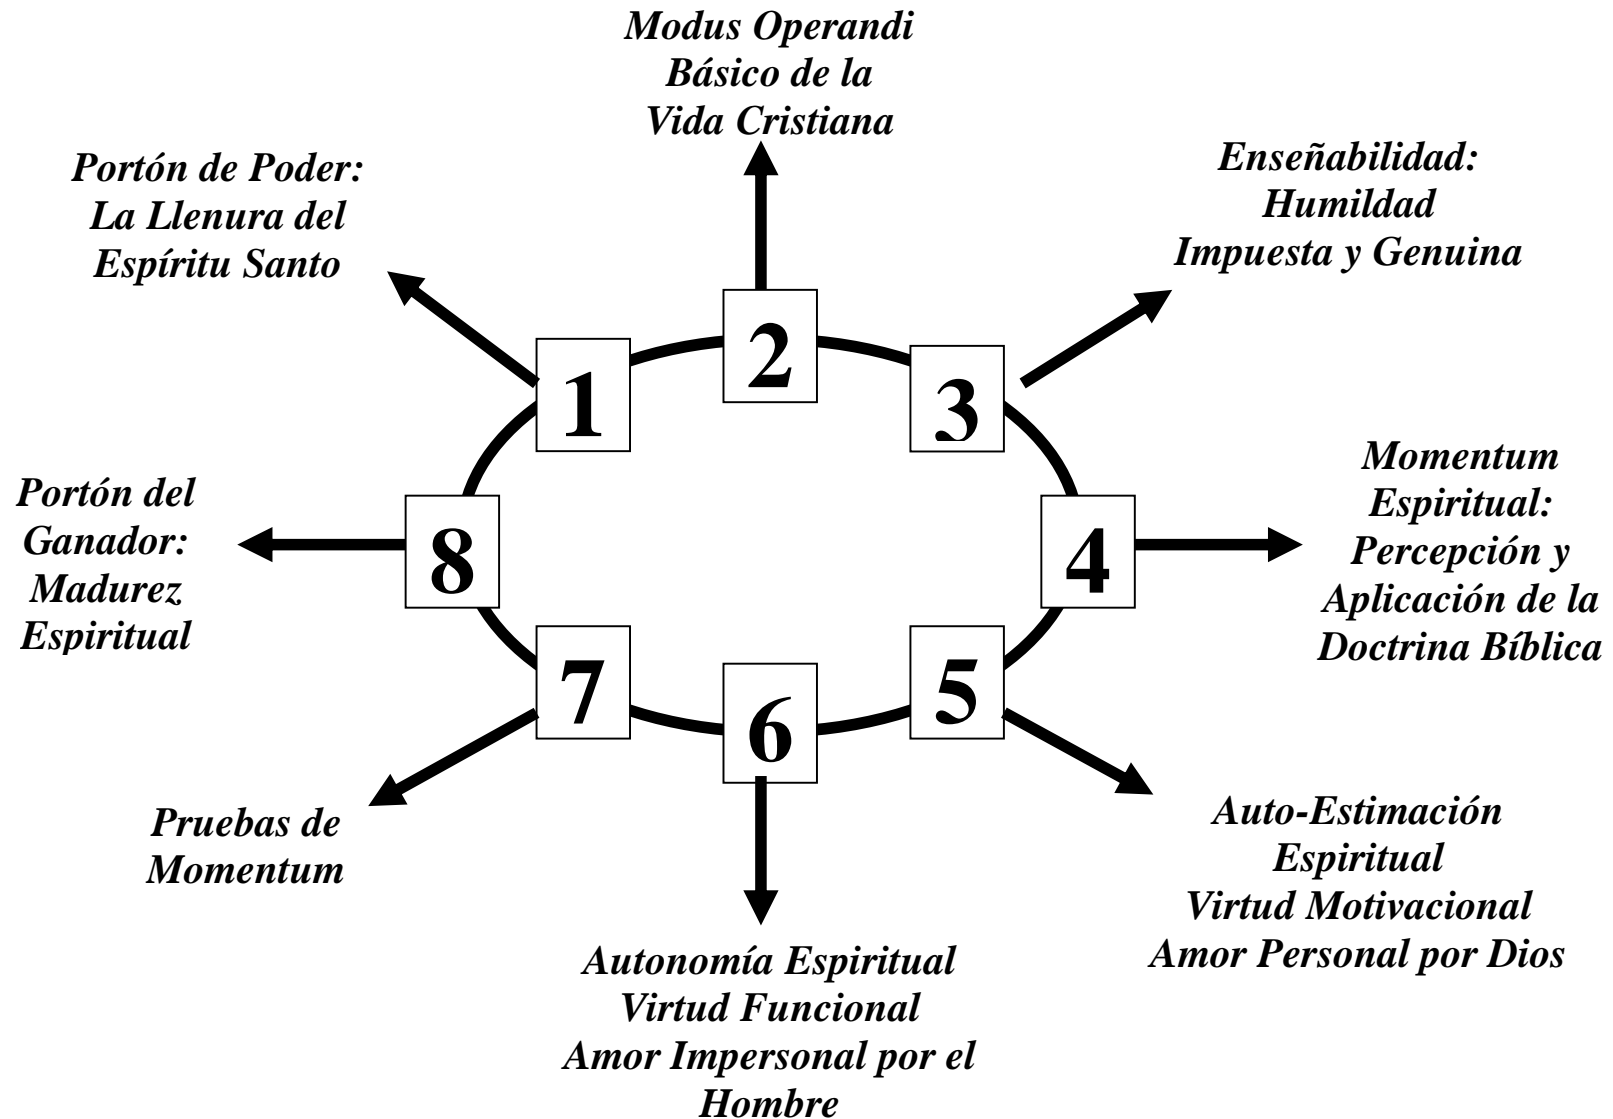 Modus Operandi
Básico de la
Vida Cristiana
Portón de Poder:
La Llenura del
Espíritu Santo
Enseñabilidad:
Humildad
Impuesta y Genuina
2
1
3
Momentum
Espiritual:
Percepción y
Aplicación de la
Doctrina Bíblica
Portón del
Ganador:
Madurez
Espiritual
8
4
7
6
5
Pruebas de
Momentum
Auto-Estimación
Espiritual
Virtud Motivacional
Amor Personal por Dios
Autonomía Espiritual
Virtud Funcional
Amor Impersonal por el
Hombre